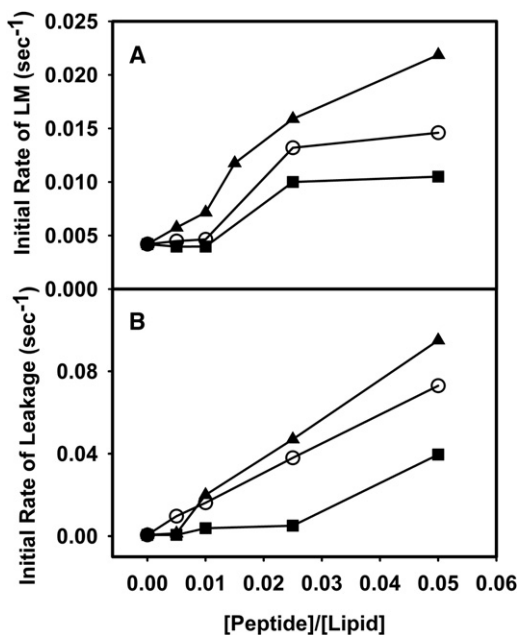 0.025
A
0.020
0.015
0.010
0.005
0.000
Initial Rate of LM (sec⁻¹)
B
0.08
0.04
0.00
Initial Rate of Leakage (sec⁻¹)
0.00 0.01 0.02 0.03 0.04 0.05 0.06
[Peptide]/[Lipid]